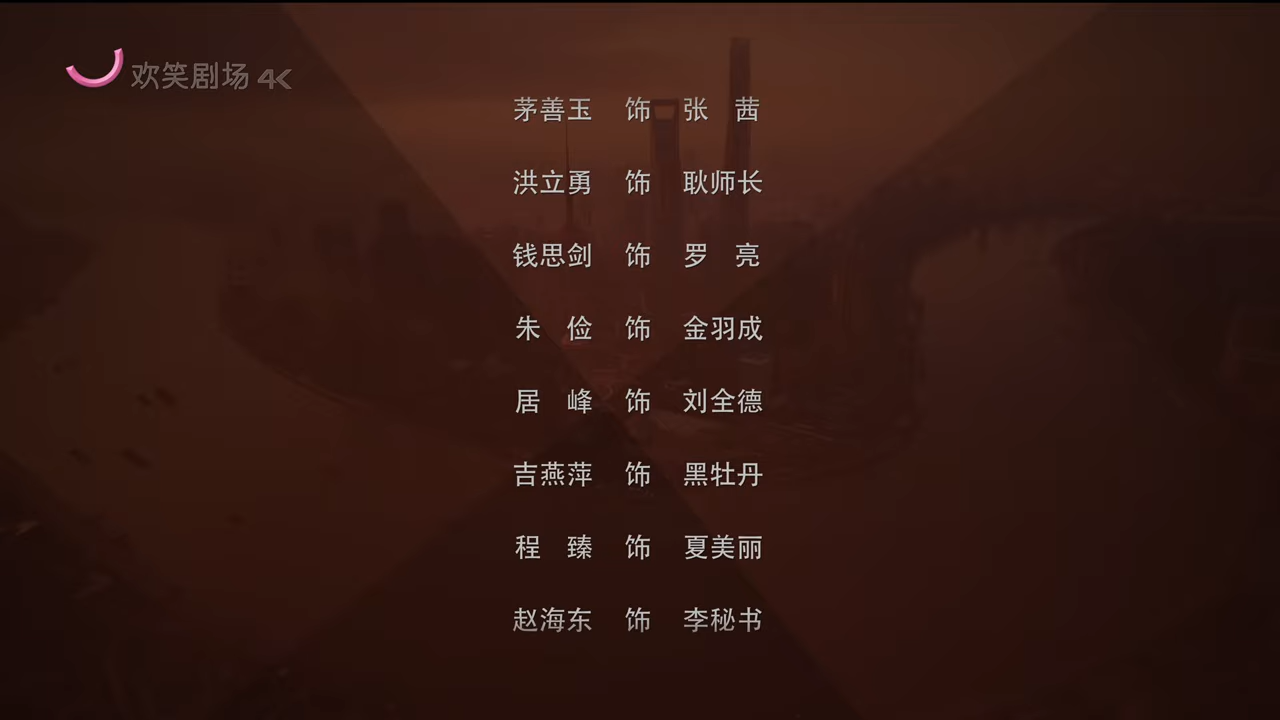 欢笑剧场 4K
茅善玉 饰 张 茜
洪立勇 饰 耿师长
钱思剑 饰 罗 亮
朱 俭 饰 金羽成
居 峰 饰 刘全德
吉燕萍 饰 黑牡丹
程 臻 饰 夏美丽
赵海东 饰 李秘书